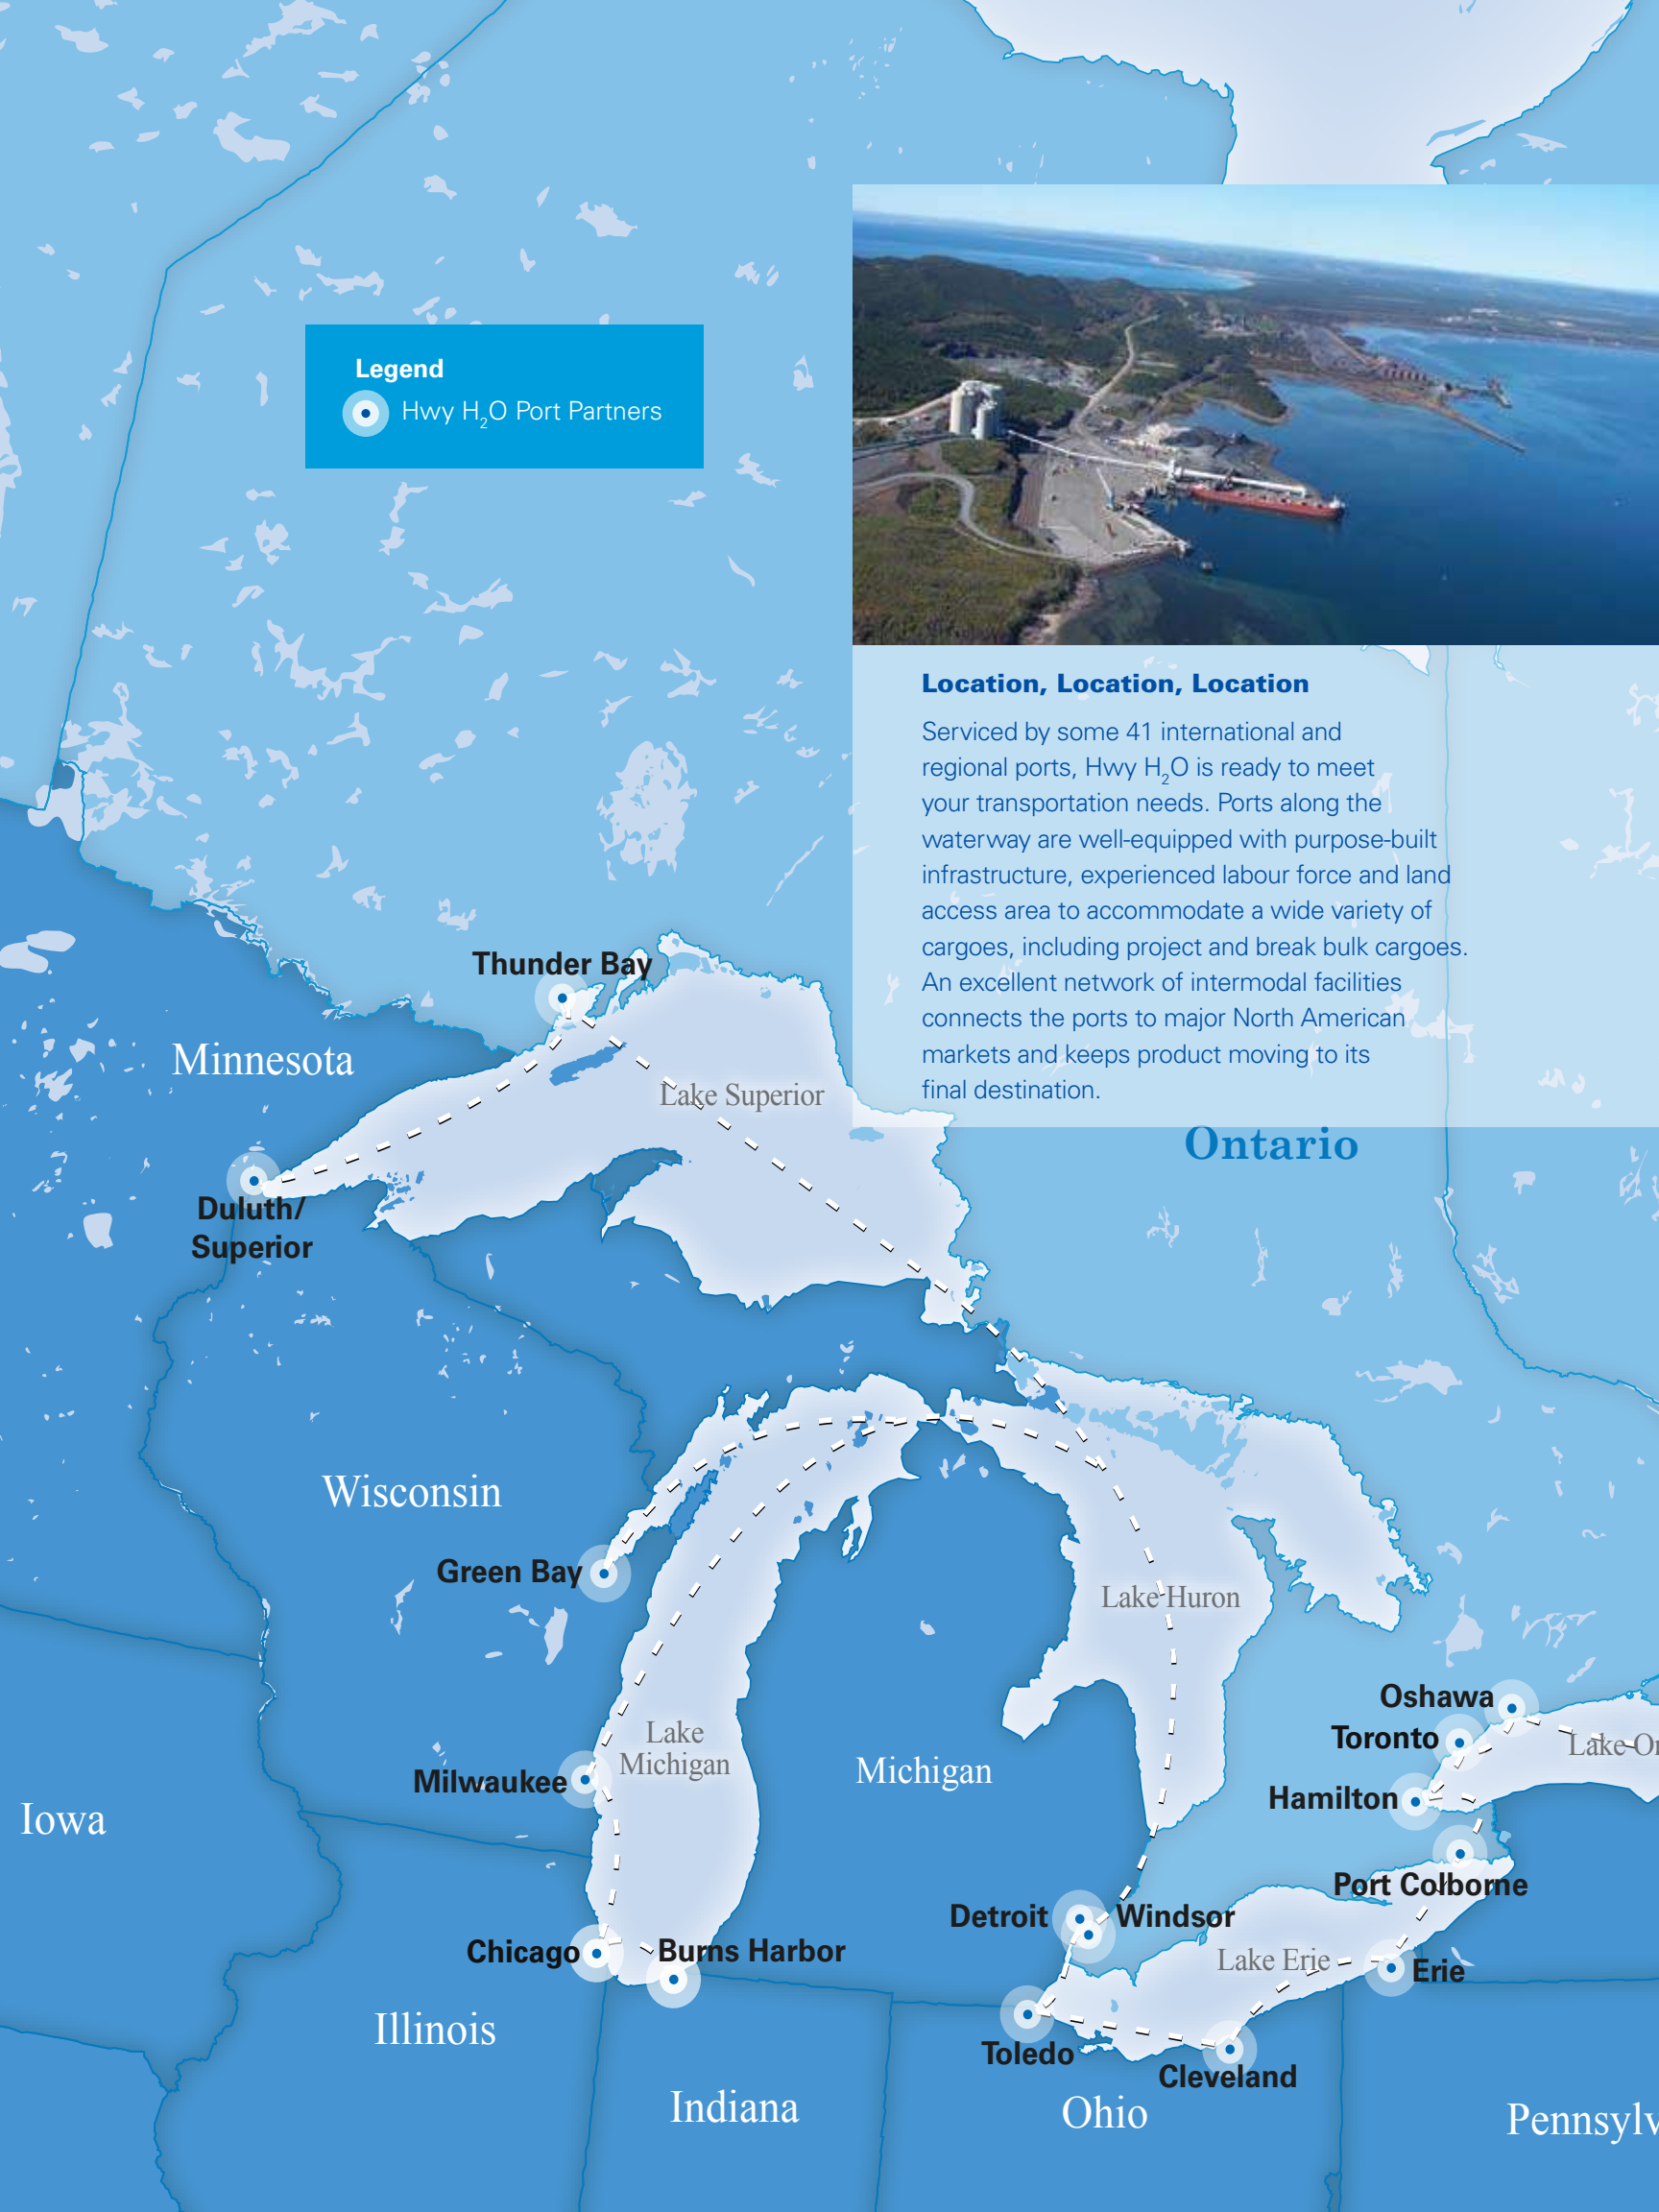 Legend
Hwy H₂O Port Partners
Location, Location, Location
Serviced by some 41 international and
regional ports, Hwy H₂O is ready to meet
your transportation needs. Ports along the
waterway are well-equipped with purpose-built
infrastructure, experienced labour force and land
access area to accommodate a wide variety of
cargoes, including project and break bulk cargoes.
An excellent network of intermodal facilities
connects the ports to major North American
markets and keeps product moving to its
final destination.
Thunder Bay
Minnesota
Lake Superior
Ontario
Duluth/
Superior
Wisconsin
Green Bay
Lake Huron
Oshawa
Toronto
Lake On
Lake
Michigan
Michigan
Milwaukee
Hamilton
Iowa
Port Colborne
Detroit
Windsor
Chicago
Burns Harbor
Lake Erie
Erie
Illinois
Toledo
Cleveland
Indiana
Ohio
Pennsylv